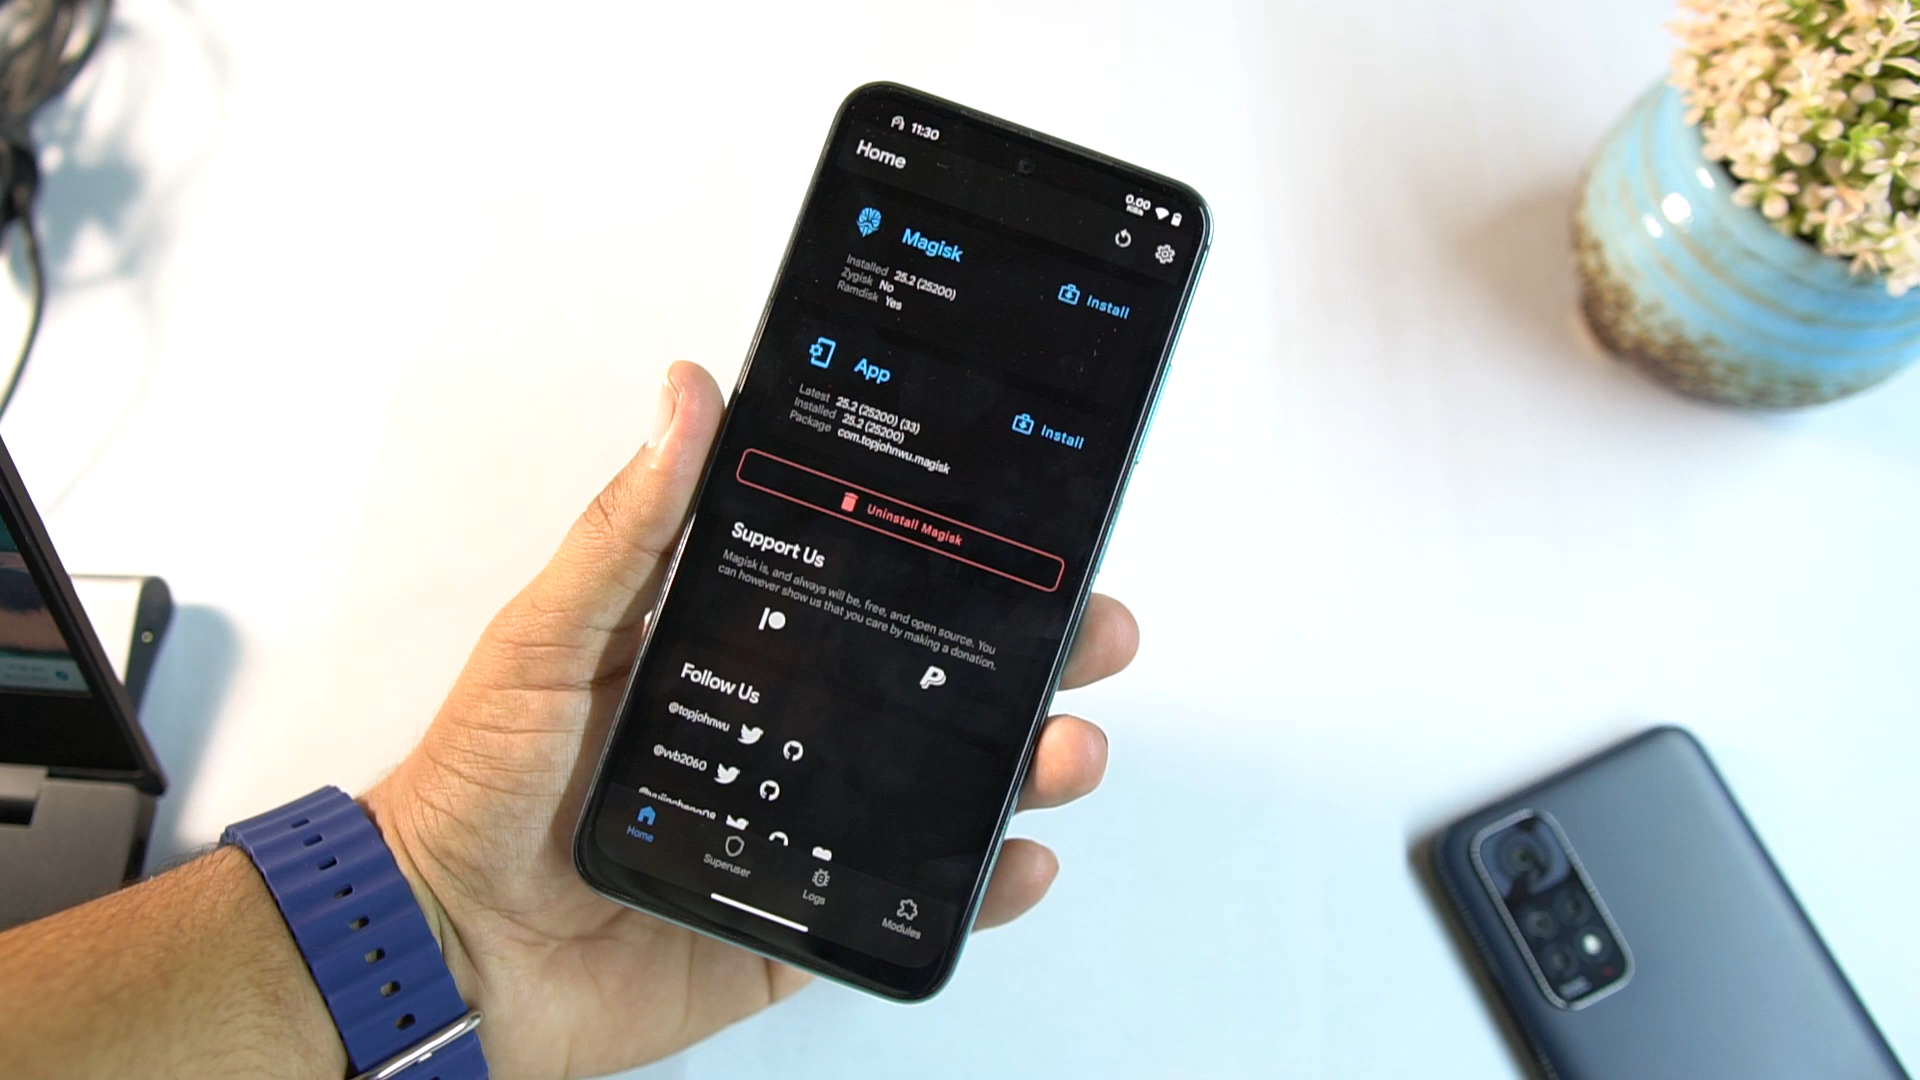 11:30
0.00
Home
Magisk
Installed 25.2 (25200)
Zygisk No
Ramdisk Yes
Install
App
Latest 25.2 (25200) (33)
Installed 25.2 (25200)
Package com.topjohnwu.magisk
Install
Uninstall Magisk
Support Us
Magisk is, and always will be, free, and open source. You
can however show us that you care by making a donation.
Follow Us
@topjohnwu
@vvb2060
Home
Superuser
Logs
Modules